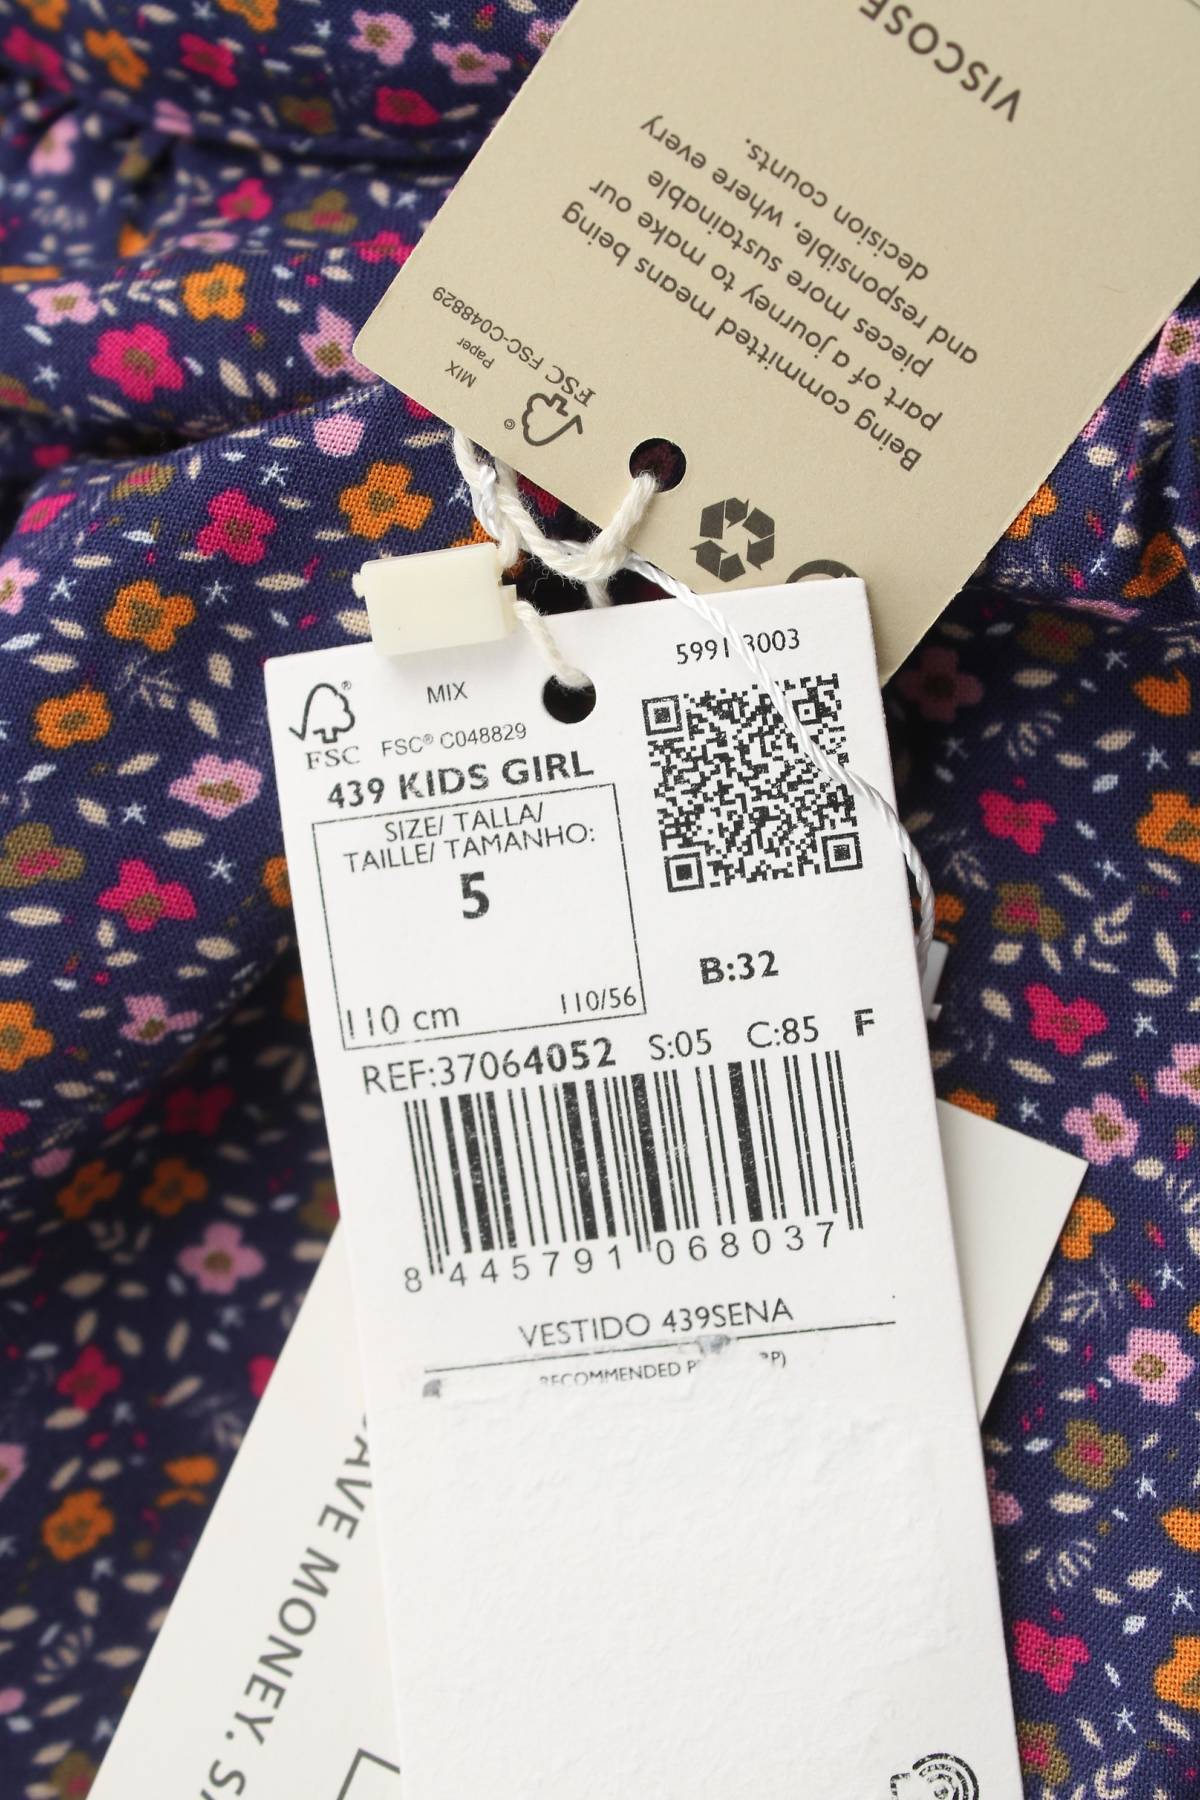 VISCOSE
Being committed means being
part of a journey to make our
pieces more sustainable
and responsible, where every
decision counts.
FSC FSC-C048829
MIX
Paper
©
5991 3003
FSC
®
MIX
FSC® C048829
439 KIDS GIRL
SIZE/ TALLA/
TAILLE/ TAMANHO:
5
110 cm
110/56
B:32
REF:37064052 S:05 C:85 F
8 445791 068037
VESTIDO 439SENA
RECOMMENDED
MONEY.